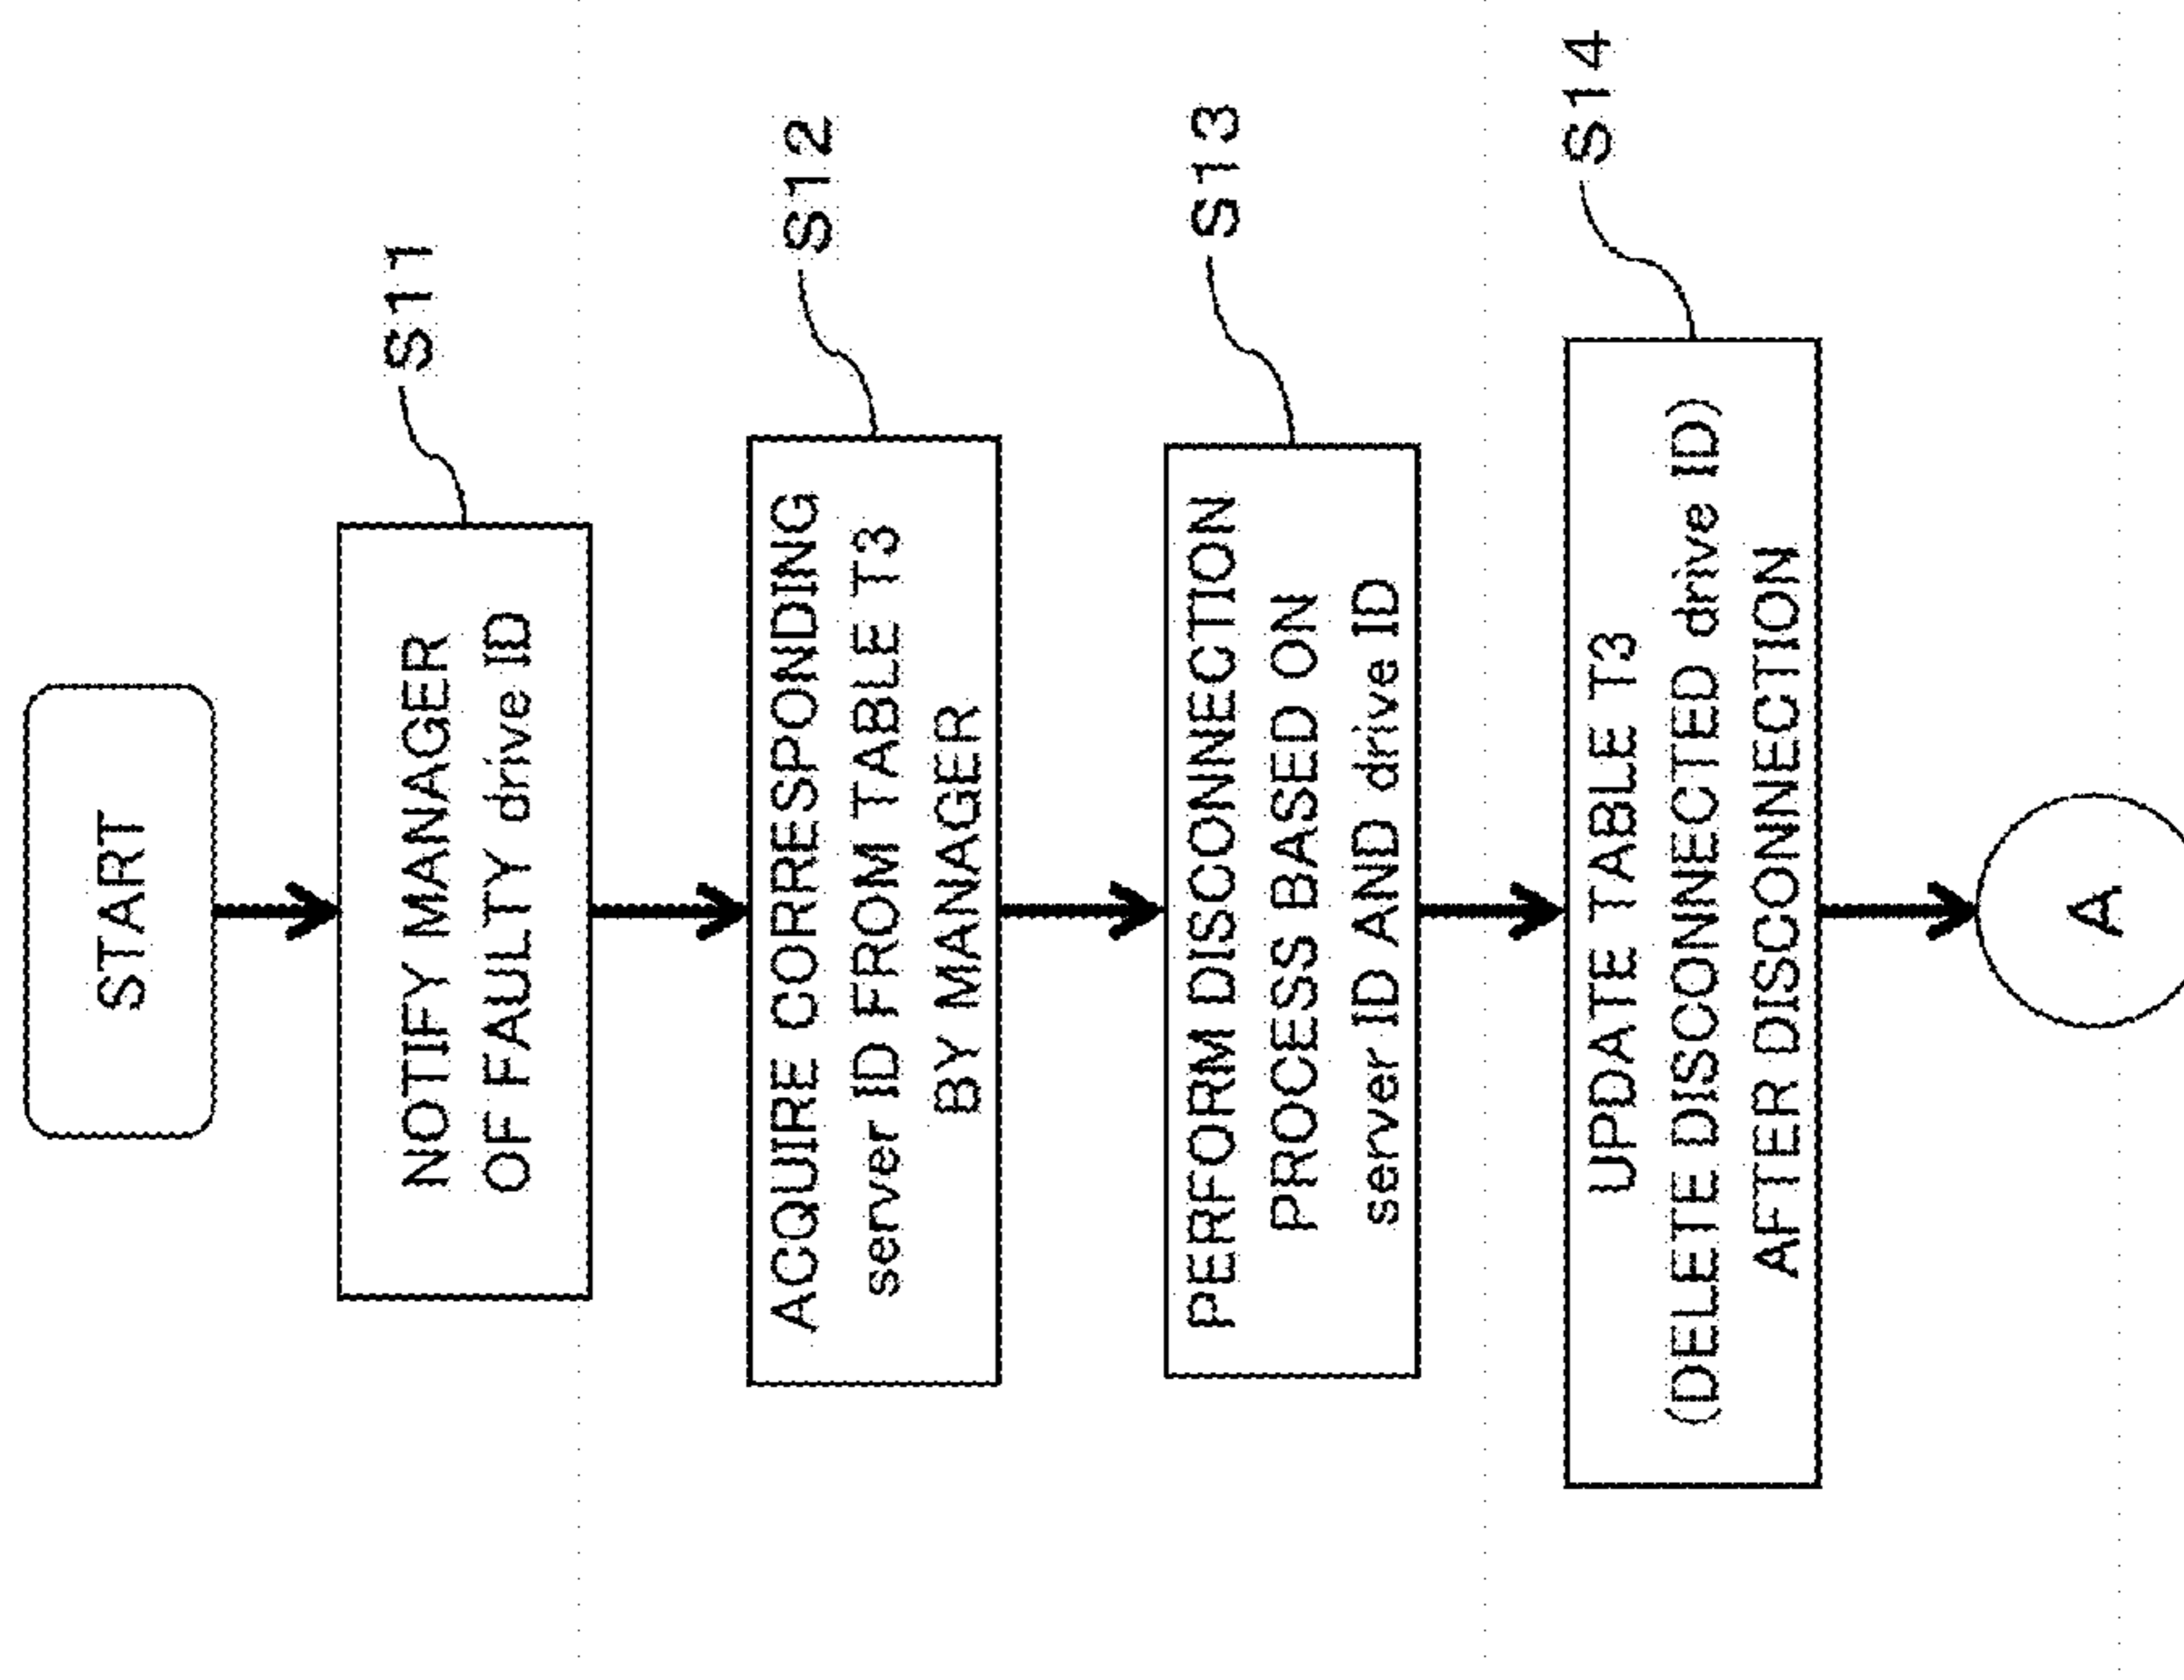 START
S11
NOTIFY MANAGER
OF FAULTY drive ID
S12
ACQUIRE CORRESPONDING
server ID FROM TABLE T3
BY MANAGER
S13
PERFORM DISCONNECTION
PROCESS BASED ON
server ID AND drive ID
S14
UPDATE TABLE T3
(DELETE DISCONNECTED drive ID)
AFTER DISCONNECTION
A